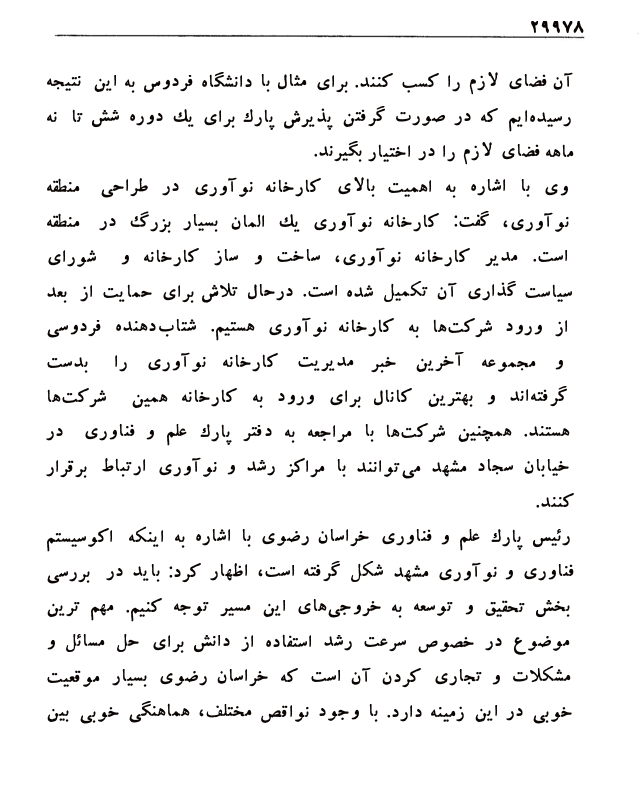 ۲۹۹۷۸
آن فضای لازم را کسب کنند. برای مثال با دانشگاه فردوس به این نتیجه
رسیده‌ایم که در صورت گرفتن پذیرش پارك برای یك دوره شش تا نه
ماهه فضای لازم را در اختیار بگیرند.
وی با اشاره به اهمیت بالای کارخانه نوآوری در طراحی منطقه
نوآوری، گفت: کارخانه نوآوری یك المان بسیار بزرگ در منطقه
است. مدیر کارخانه نوآوری، ساخت و ساز کارخانه و شورای
سیاست گذاری آن تکمیل شده است. درحال تلاش برای حمایت از بعد
از ورود شرکت‌ها به کارخانه نوآوری هستیم. شتاب‌دهنده فردوسی
و مجموعه آخرین خبر مدیریت کارخانه نوآوری را بدست
گرفته‌اند و بهترین کانال برای ورود به کارخانه همین شرکت‌ها
هستند. همچنین شرکت‌ها با مراجعه به دفتر پارك علم و فناوری در
خیابان سجاد مشهد می‌توانند با مراکز رشد و نوآوری ارتباط برقرار
کنند.
رئیس پارك علم و فناوری خراسان رضوی با اشاره به اینکه اکوسیستم
فناوری و نوآوری مشهد شکل گرفته است، اظهار کرد: باید در بررسی
بخش تحقیق و توسعه به خروجی‌های این مسیر توجه کنیم. مهم ترین
موضوع در خصوص سرعت رشد استفاده از دانش برای حل مسائل و
مشکلات و تجاری کردن آن است که خراسان رضوی بسیار موقعیت
خوبی در این زمینه دارد. با وجود نواقص مختلف، هماهنگی خوبی بین